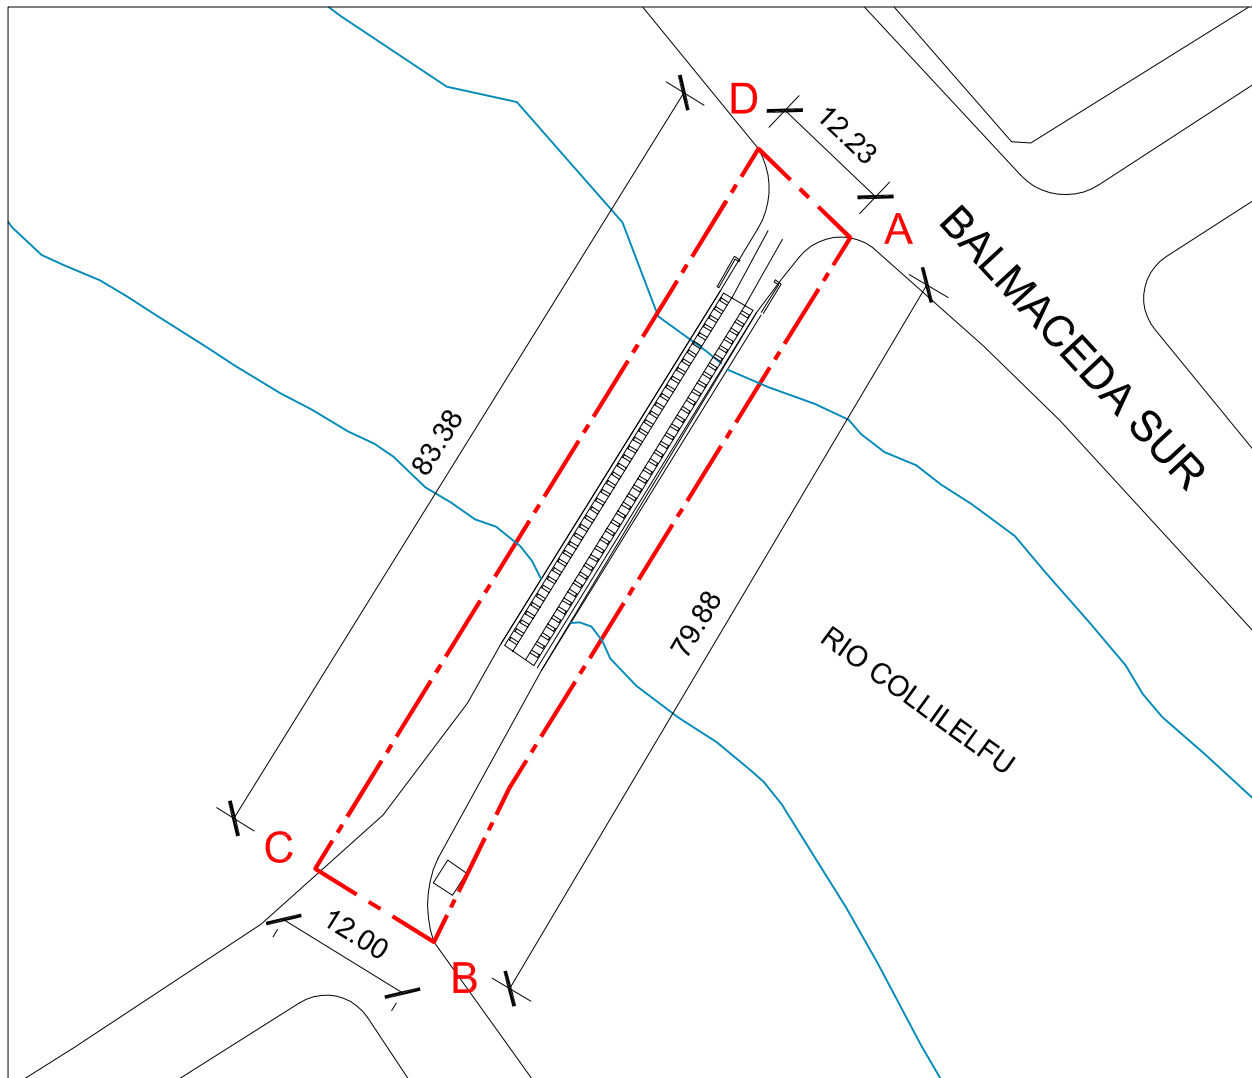 D
12.23
A
BALMACEDA SUR
83.38
79.88
RIO COLLILELFU
C
12.00
B